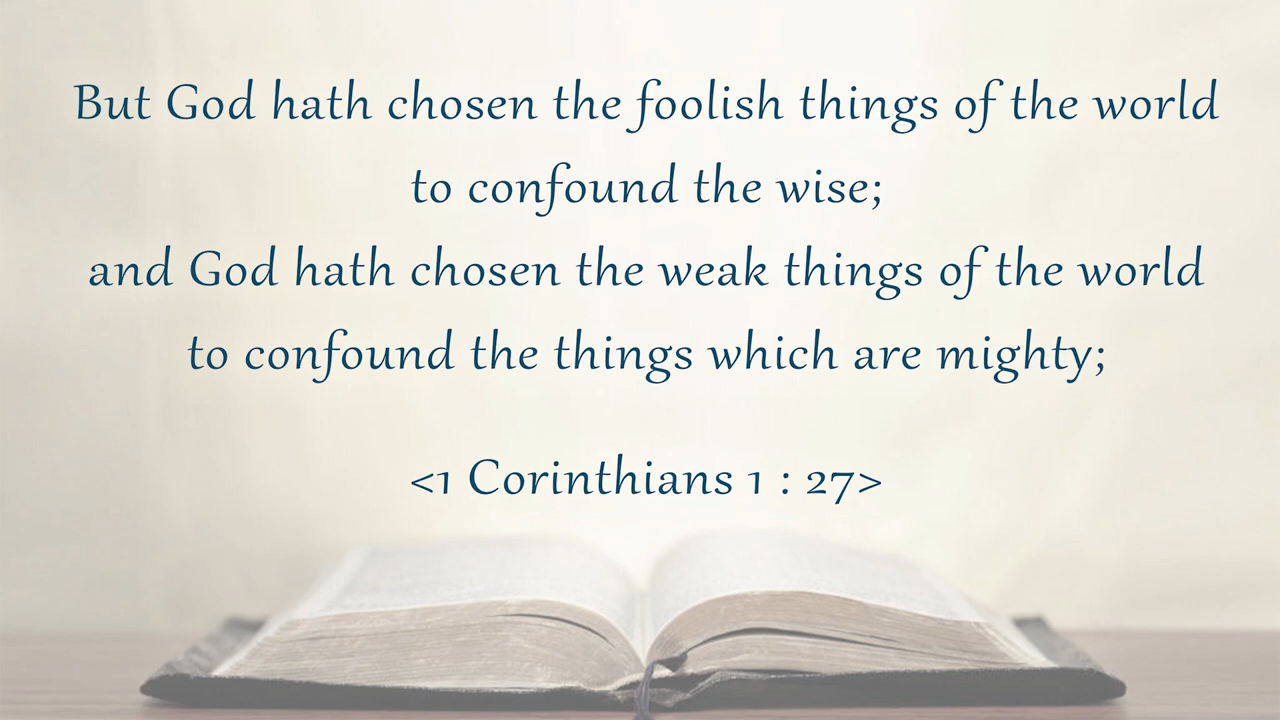 But God hath chosen the foolish things of the world
to confound the wise;
and God hath chosen the weak things of the world
to confound the things which are mighty;
<1 Corinthians 1 : 27>